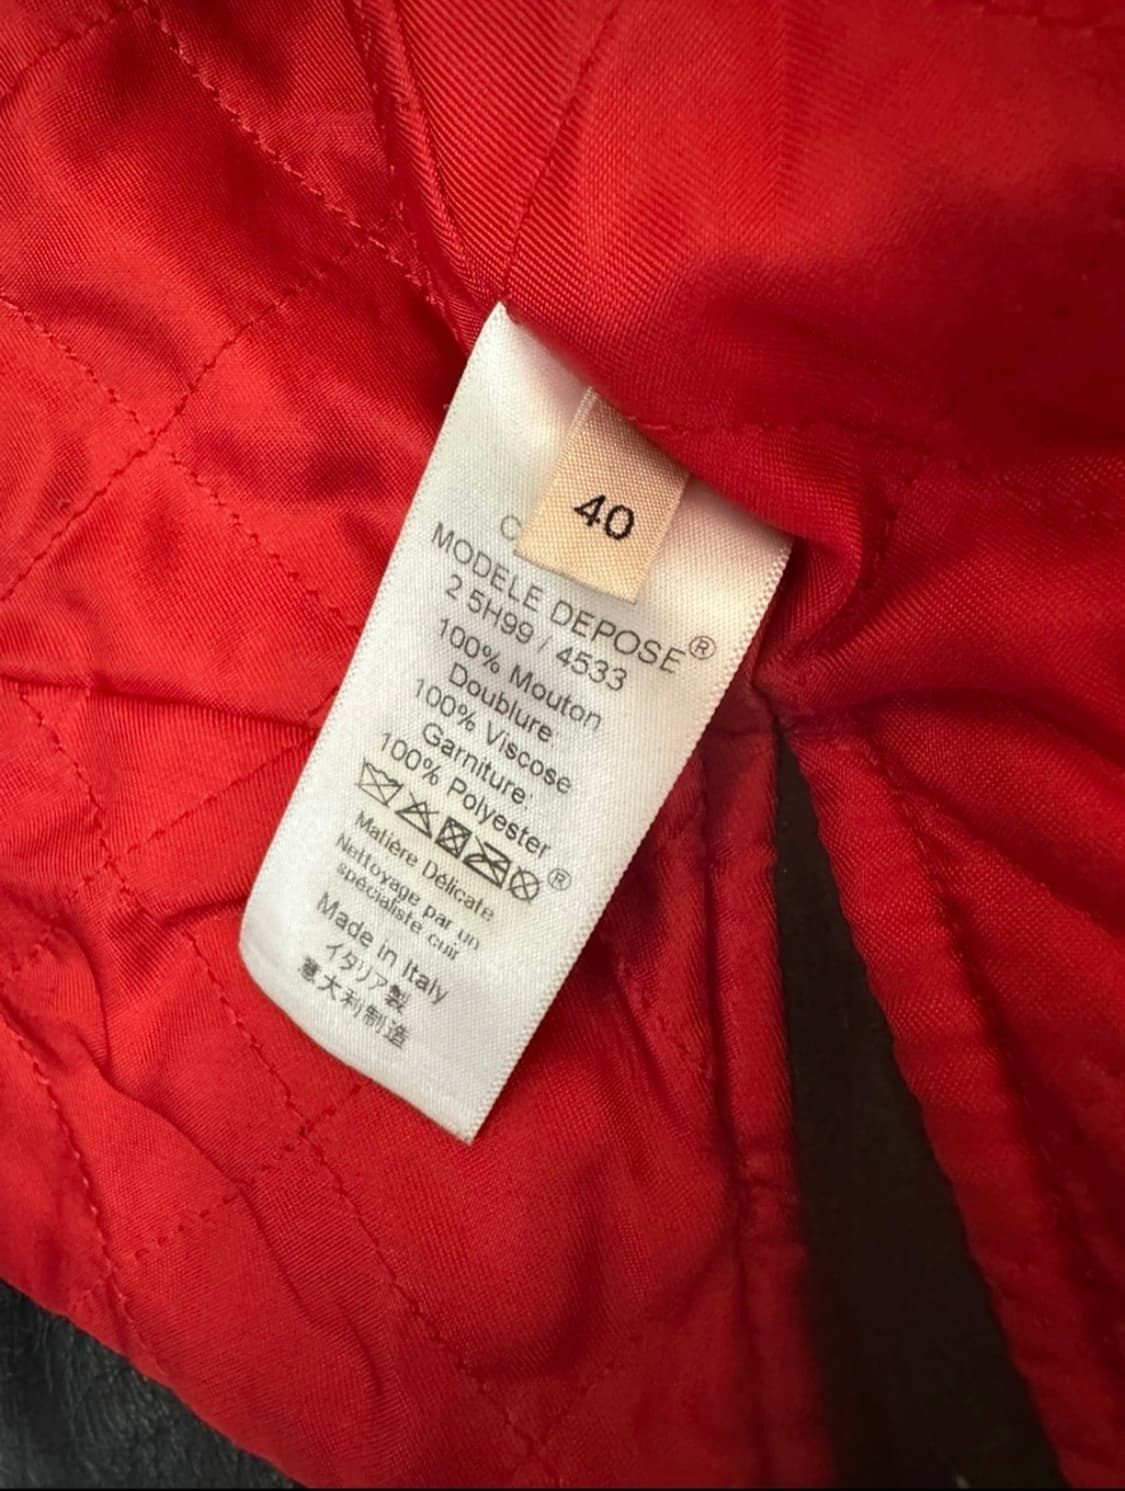 40
MODELE DEPOSE®
2 5H99 / 4533
100% Mouton
Doublure:
100% Viscose
Garniture:
100% Polyester
®
Matière Délicate
Nettoyage par un
spécialiste cuir
Made in Italy
イタリア製
意大利制造